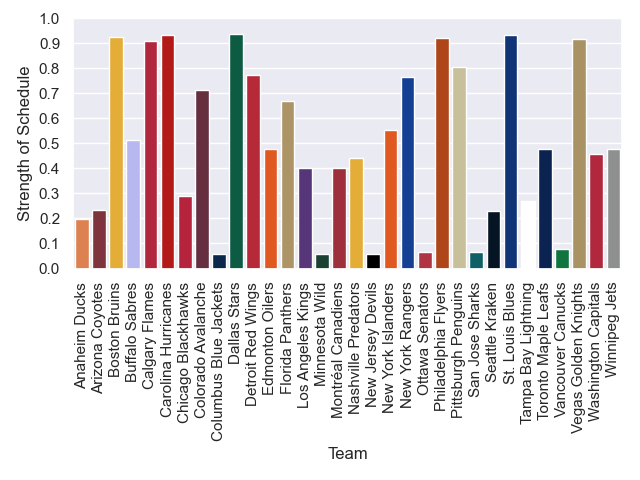 1.0
0.9
0.8
0.7
0.6
0.5
0.4
0.3
0.2
0.1
0.0
Strength of Schedule
Anaheim Ducks
Arizona Coyotes
Boston Bruins
Buffalo Sabres
Calgary Flames
Carolina Hurricanes
Chicago Blackhawks
Colorado Avalanche
Columbus Blue Jackets
Dallas Stars
Detroit Red Wings
Edmonton Oilers
Florida Panthers
Los Angeles Kings
Minnesota Wild
Montréal Canadiens
Nashville Predators
New Jersey Devils
New York Islanders
New York Rangers
Ottawa Senators
Philadelphia Flyers
Pittsburgh Penguins
San Jose Sharks
Seattle Kraken
St. Louis Blues
Tampa Bay Lightning
Toronto Maple Leafs
Vancouver Canucks
Vegas Golden Knights
Washington Capitals
Winnipeg Jets
Team